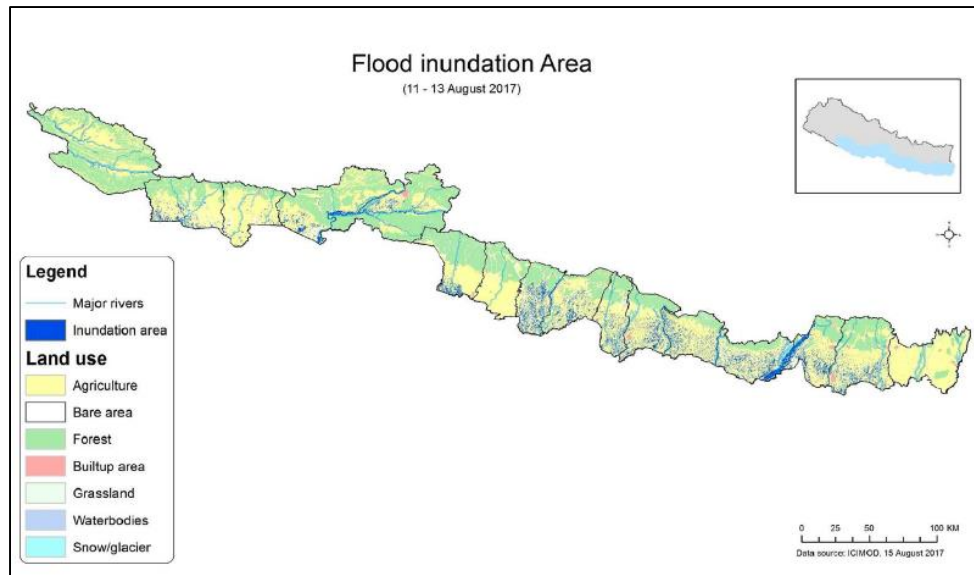 Flood inundation Area
(11 - 13 August 2017)
Legend
Major rivers
Inundation area
Land use
Agriculture
Bare area
Forest
Builtup area
Grassland
Waterbodies
Snow/glacier
0 25 50 100 KM
Data source: ICIMOD, 15 August 2017